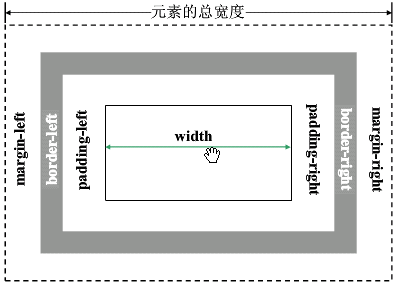 元素的总宽度
margin-left
border-left
padding-left
width
padding-right
border-right
margin-right